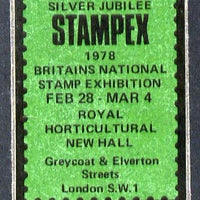 SILVER JUBILEE
STAMPEX
1978
BRITAINS NATIONAL
STAMP EXHIBITION
FEB 28 - MAR 4
ROYAL
HORTICULTURAL
NEW HALL
Greycoat & Elverton
Streets
London S.W.1